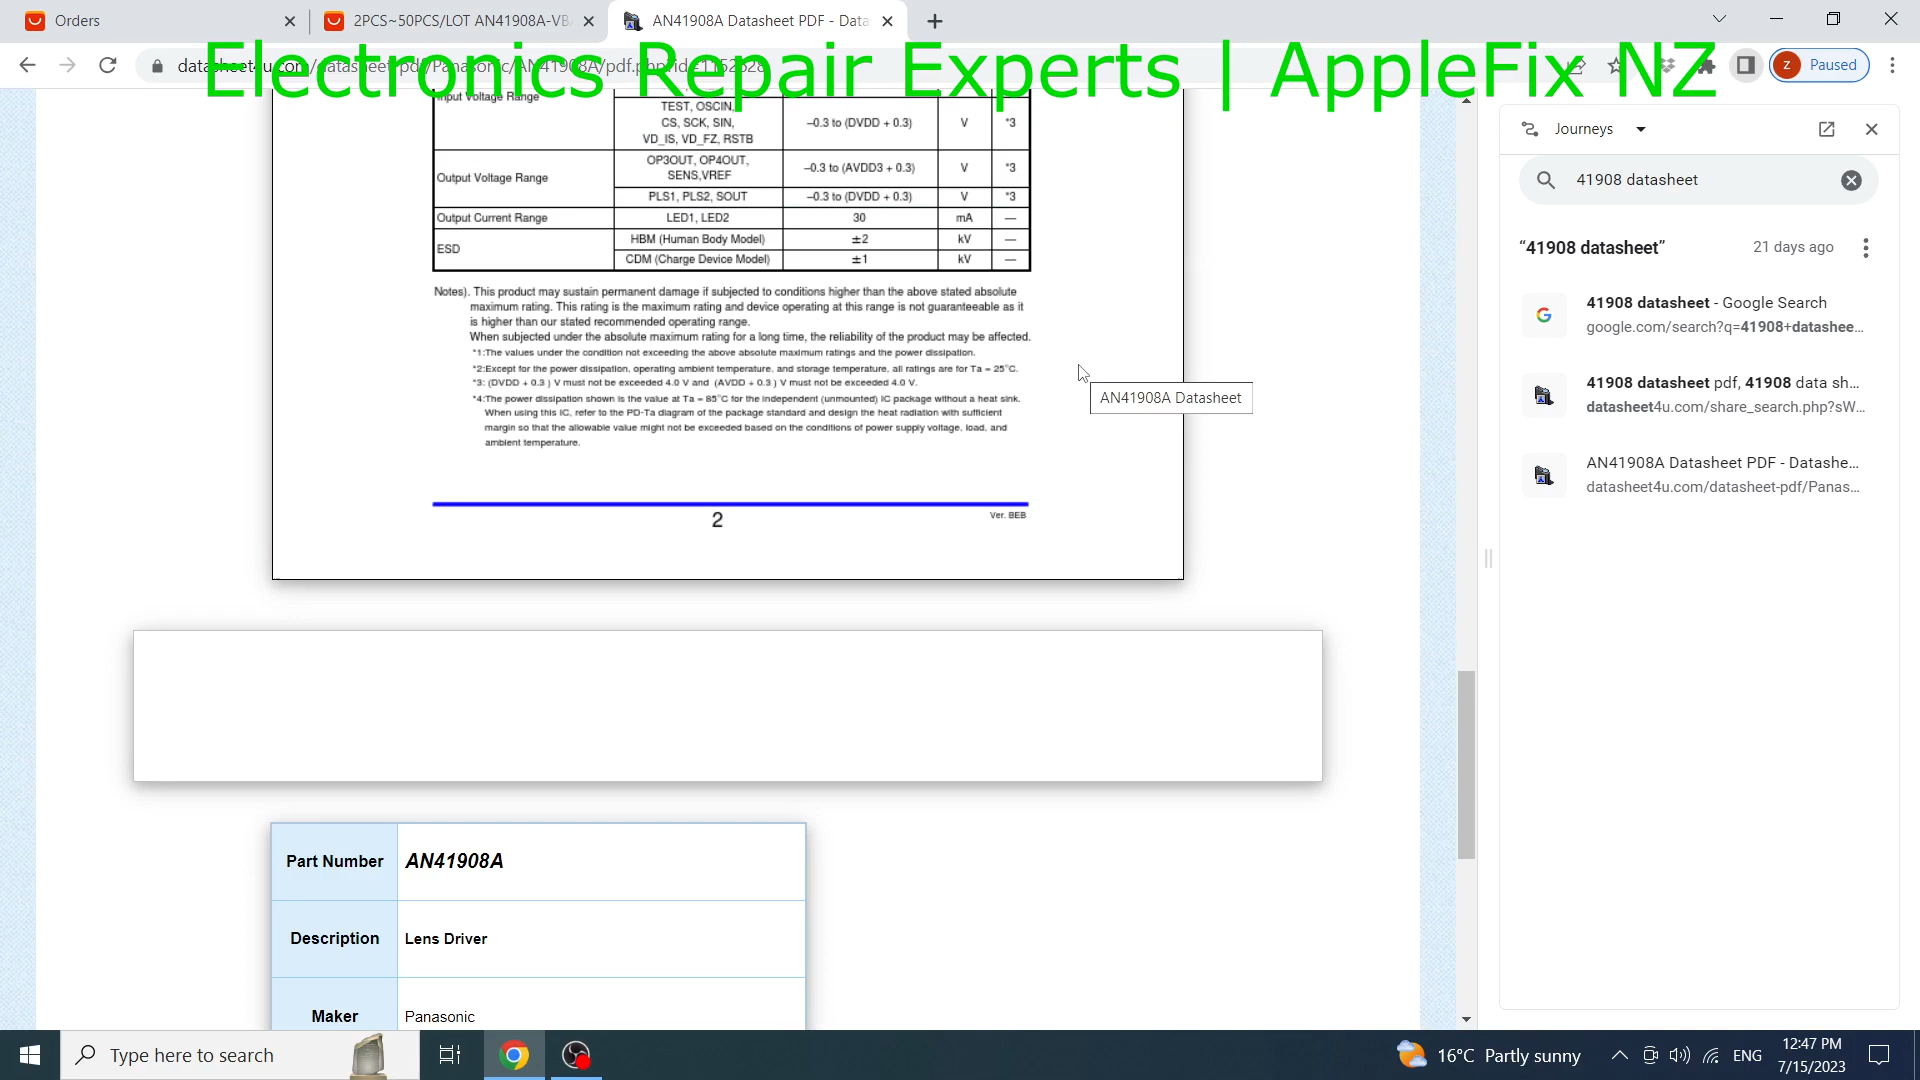 Orders
2PCS~50PCS/LOT AN41908A-VB
AN41908A Datasheet PDF - Data
Electronics Repair Experts | AppleFix NZ
Paused
Input Voltage Range
TEST, OSCIN,
CS, SCK, SIN,
VD_IS, VD_FZ, RSTB
–0.3 to (DVDD + 0.3)
V
*3
Output Voltage Range
OP3OUT, OP4OUT,
SENS,VREF
–0.3 to (AVDD3 + 0.3)
V
*3
PLS1, PLS2, SOUT
–0.3 to (DVDD + 0.3)
V
*3
Output Current Range
LED1, LED2
30
mA
—
ESD
HBM (Human Body Model)
±2
kV
—
CDM (Charge Device Model)
±1
kV
—
Notes). This product may sustain permanent damage if subjected to conditions higher than the above stated absolute
maximum rating. This rating is the maximum rating and device operating at this range is not guaranteeable as it
is higher than our stated recommended operating range.
When subjected under the absolute maximum rating for a long time, the reliability of the product may be affected.
*1:The values under the condition not exceeding the above absolute maximum ratings and the power dissipation.
*2:Except for the power dissipation, operating ambient temperature, and storage temperature, all ratings are for Ta = 25°C.
*3: (DVDD + 0.3 ) V must not be exceeded 4.0 V and (AVDD + 0.3 ) V must not be exceeded 4.0 V.
*4:The power dissipation shown is the value at Ta = 85°C for the independent (unmounted) IC package without a heat sink.
When using this IC, refer to the PD-Ta diagram of the package standard and design the heat radiation with sufficient
margin so that the allowable value might not be exceeded based on the conditions of power supply voltage, load, and
ambient temperature.
2
Ver. BEB
AN41908A Datasheet
Part Number
AN41908A
Description
Lens Driver
Maker
Panasonic
Journeys
41908 datasheet
“41908 datasheet”
21 days ago
41908 datasheet - Google Search
google.com/search?q=41908+datashee...
41908 datasheet pdf, 41908 data sh...
datasheet4u.com/share_search.php?sW...
AN41908A Datasheet PDF - Datashe...
datasheet4u.com/datasheet-pdf/Panas...
Type here to search
16°C Partly sunny
ENG
12:47 PM
7/15/2023